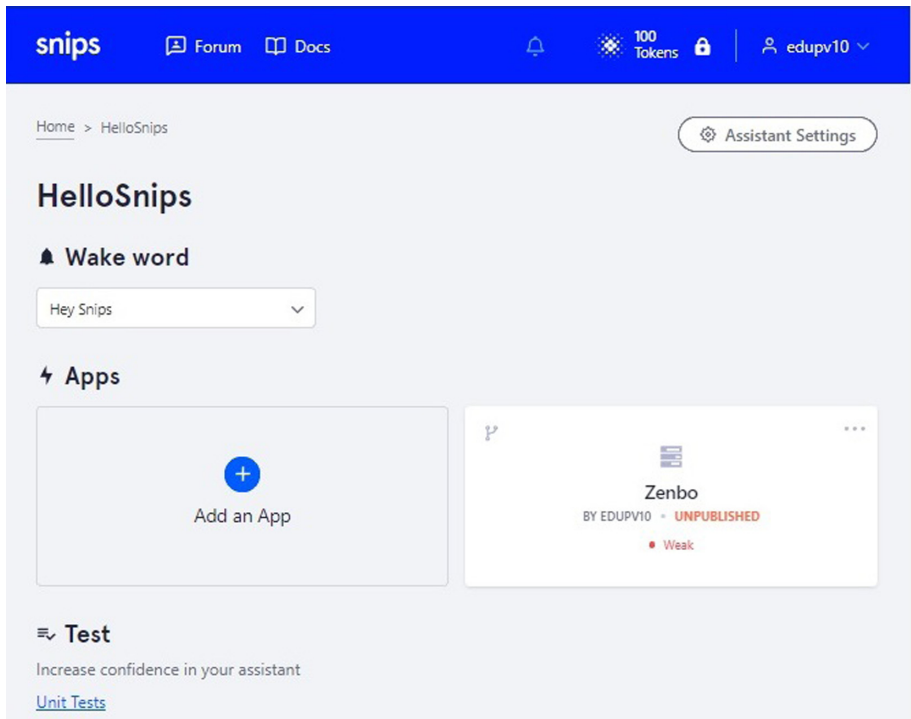 snips
Forum
Docs
100
Tokens
edupv10
Home > HelloSnips
Assistant Settings
HelloSnips
Wake word
Hey Snips
Apps
Add an App
Zenbo
BY EDUPV10 • UNPUBLISHED
• Weak
Test
Increase confidence in your assistant
Unit Tests